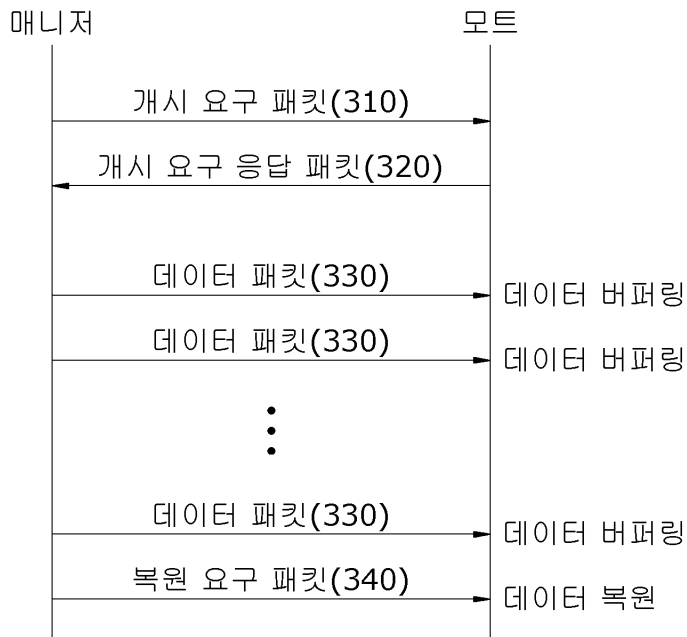 매니저 모트
개시 요구 패킷(310)
개시 요구 응답 패킷(320)
데이터 패킷(330)
데이터 버퍼링
데이터 패킷(330)
데이터 버퍼링
데이터 패킷(330)
데이터 버퍼링
복원 요구 패킷(340)
데이터 복원